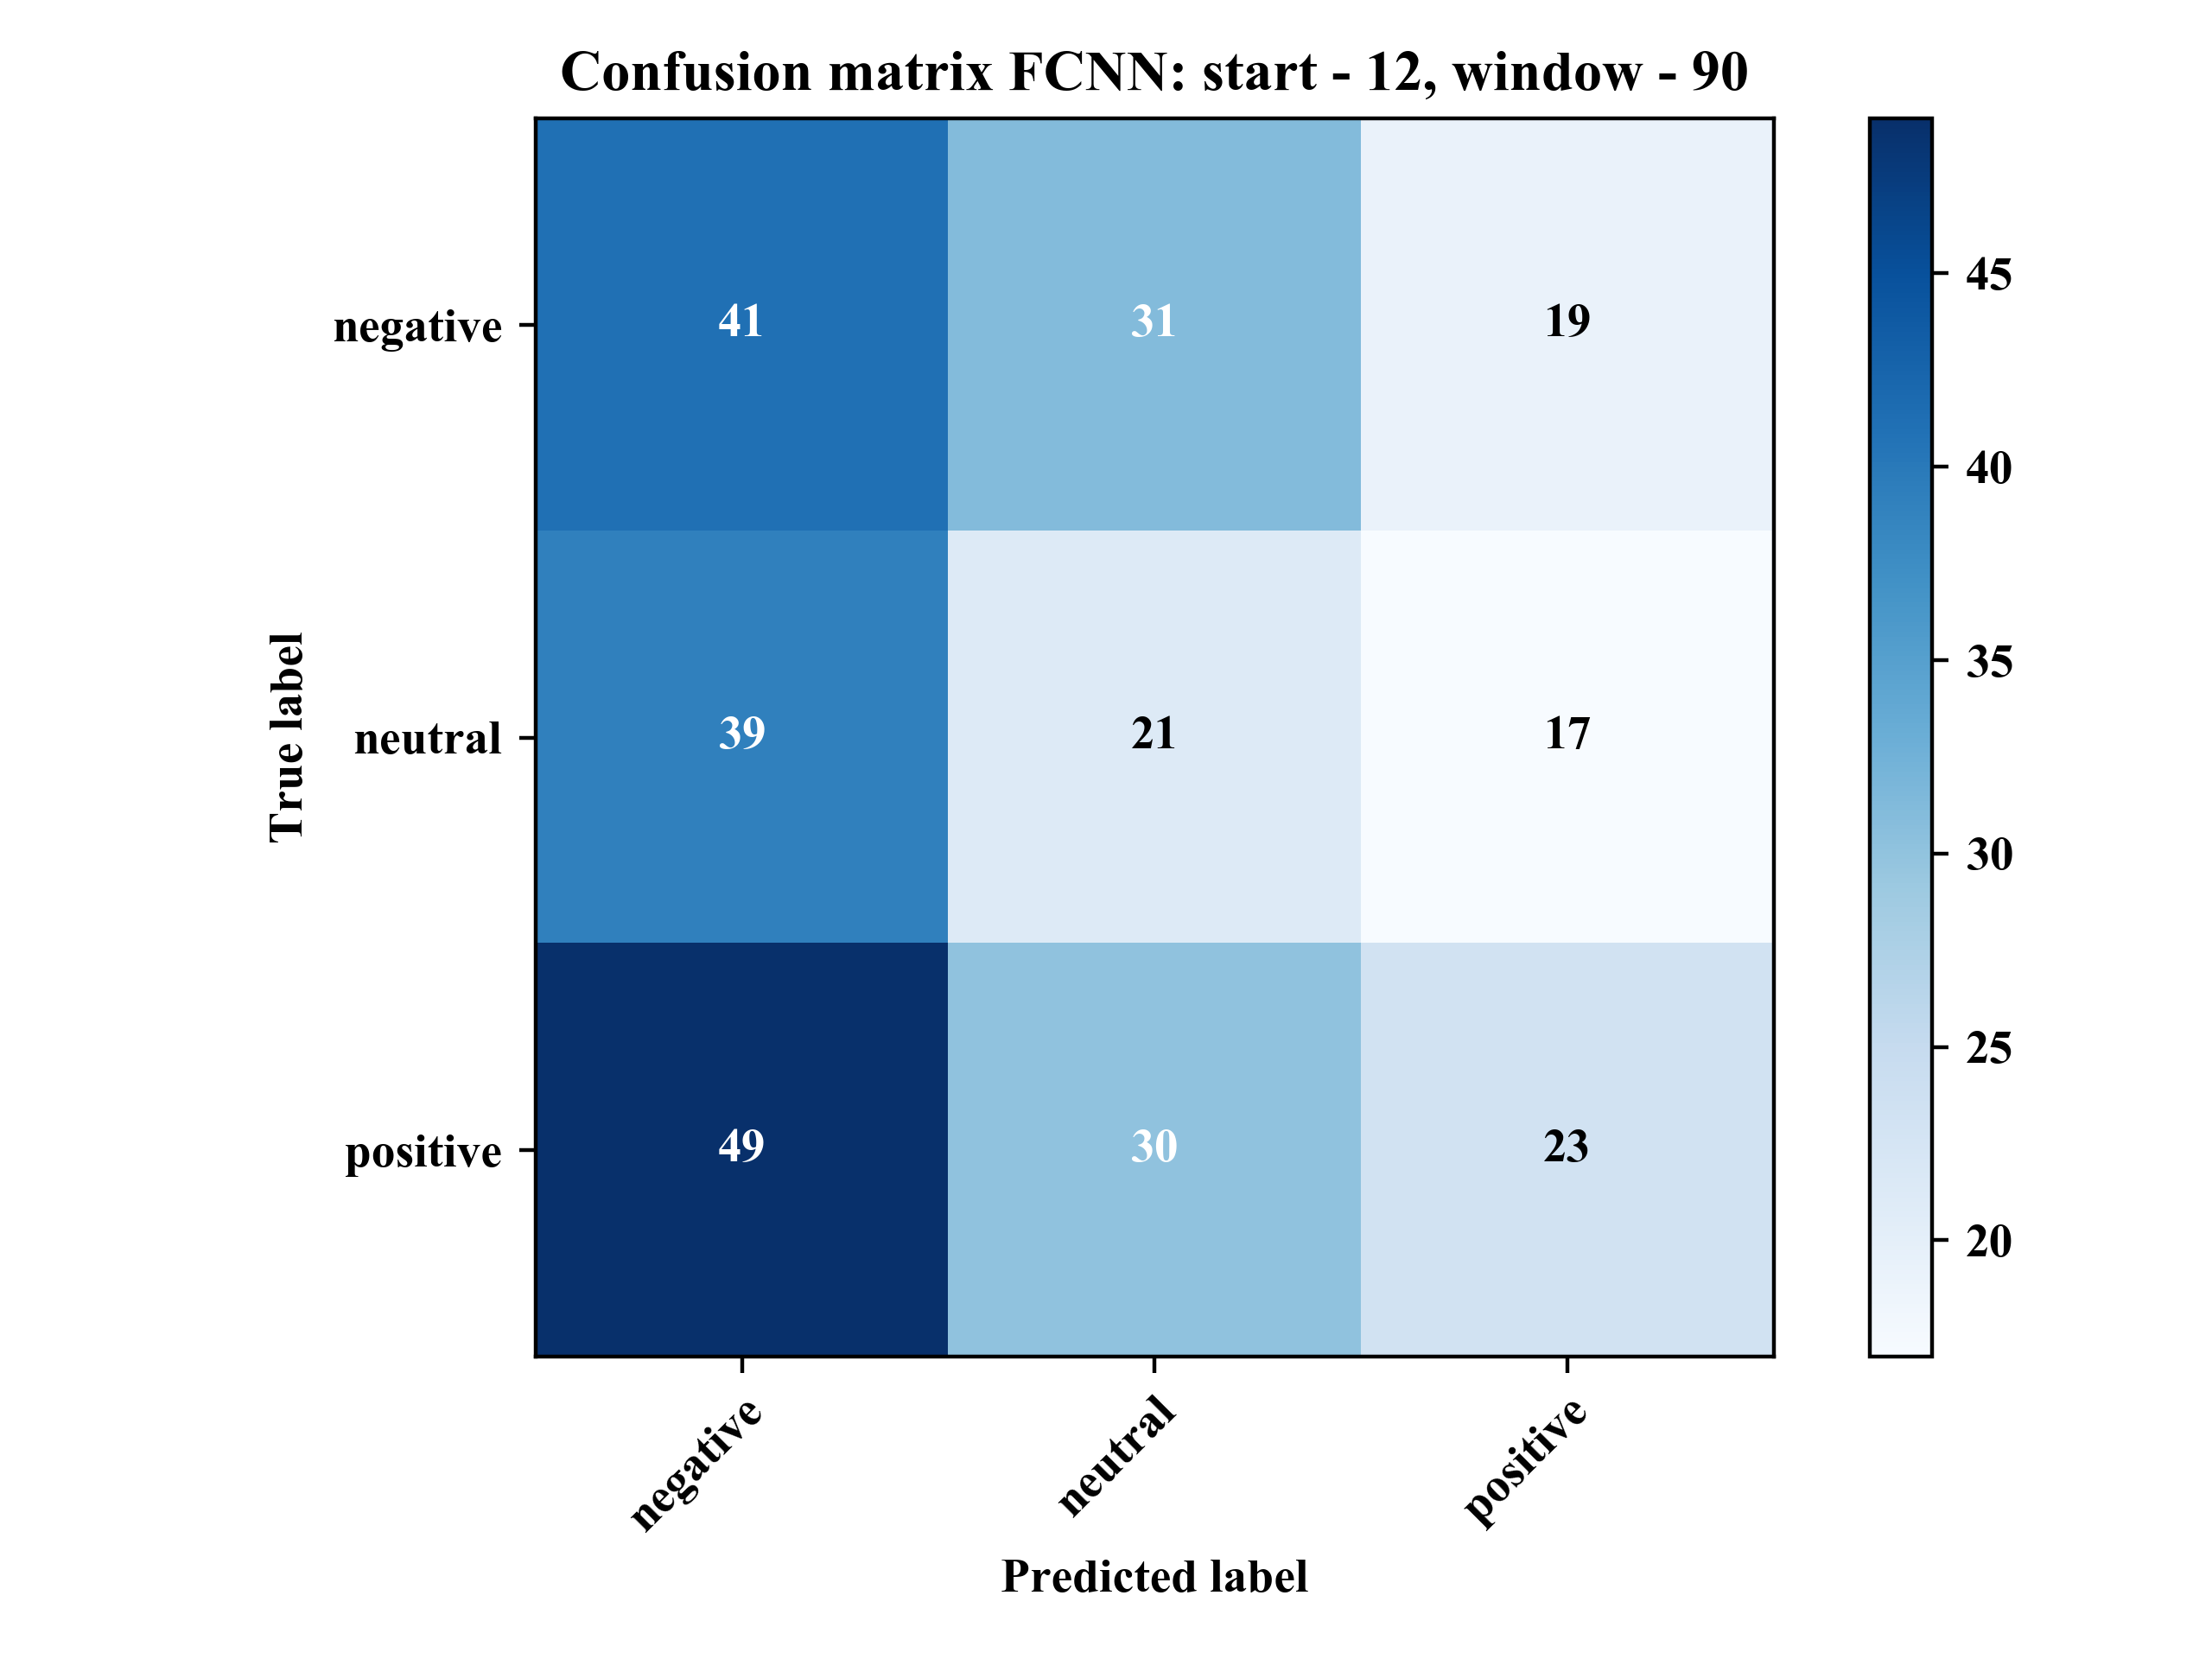 Confusion matrix FCNN: start - 12, window - 90
True label
negative 41 31 19
neutral 39 21 17
positive 49 30 23
negative neutral positive
Predicted label
45
40
35
30
25
20